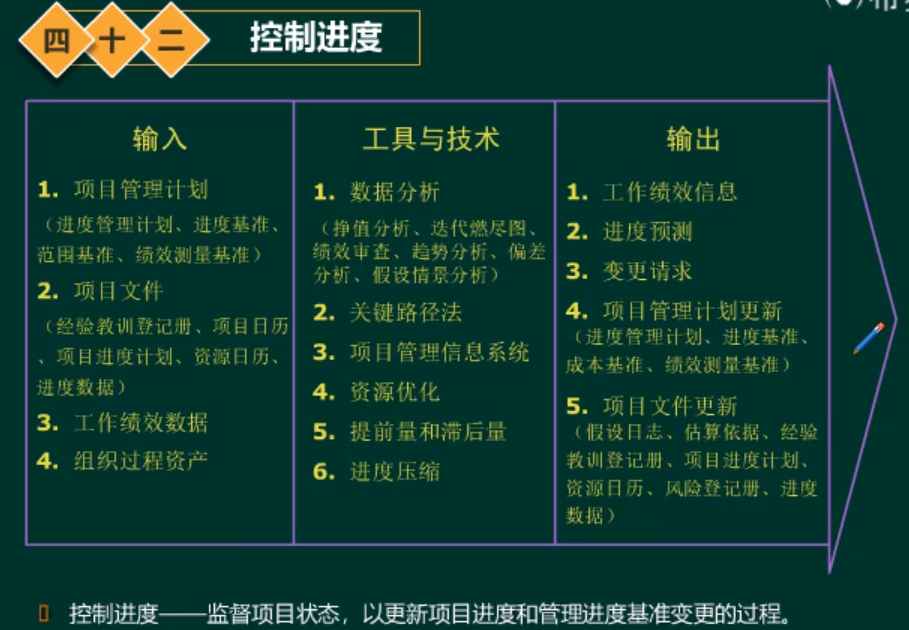 四十二 控制进度
输入
1. 项目管理计划
（进度管理计划、进度基准、
范围基准、绩效测量基准）
2. 项目文件
（经验教训登记册、项目日历
、项目进度计划、资源日历、
进度数据）
3. 工作绩效数据
4. 组织过程资产
工具与技术
1. 数据分析
（挣值分析、迭代燃尽图、
绩效审查、趋势分析、偏差
分析、假设情景分析）
2. 关键路径法
3. 项目管理信息系统
4. 资源优化
5. 提前量和滞后量
6. 进度压缩
输出
1. 工作绩效信息
2. 进度预测
3. 变更请求
4. 项目管理计划更新
（进度管理计划、进度基准、
成本基准、绩效测量基准）
5. 项目文件更新
（假设日志、估算依据、经验
教训登记册、项目进度计划、
资源日历、风险登记册、进度
数据）
控制进度——监督项目状态，以更新项目进度和管理进度基准变更的过程。